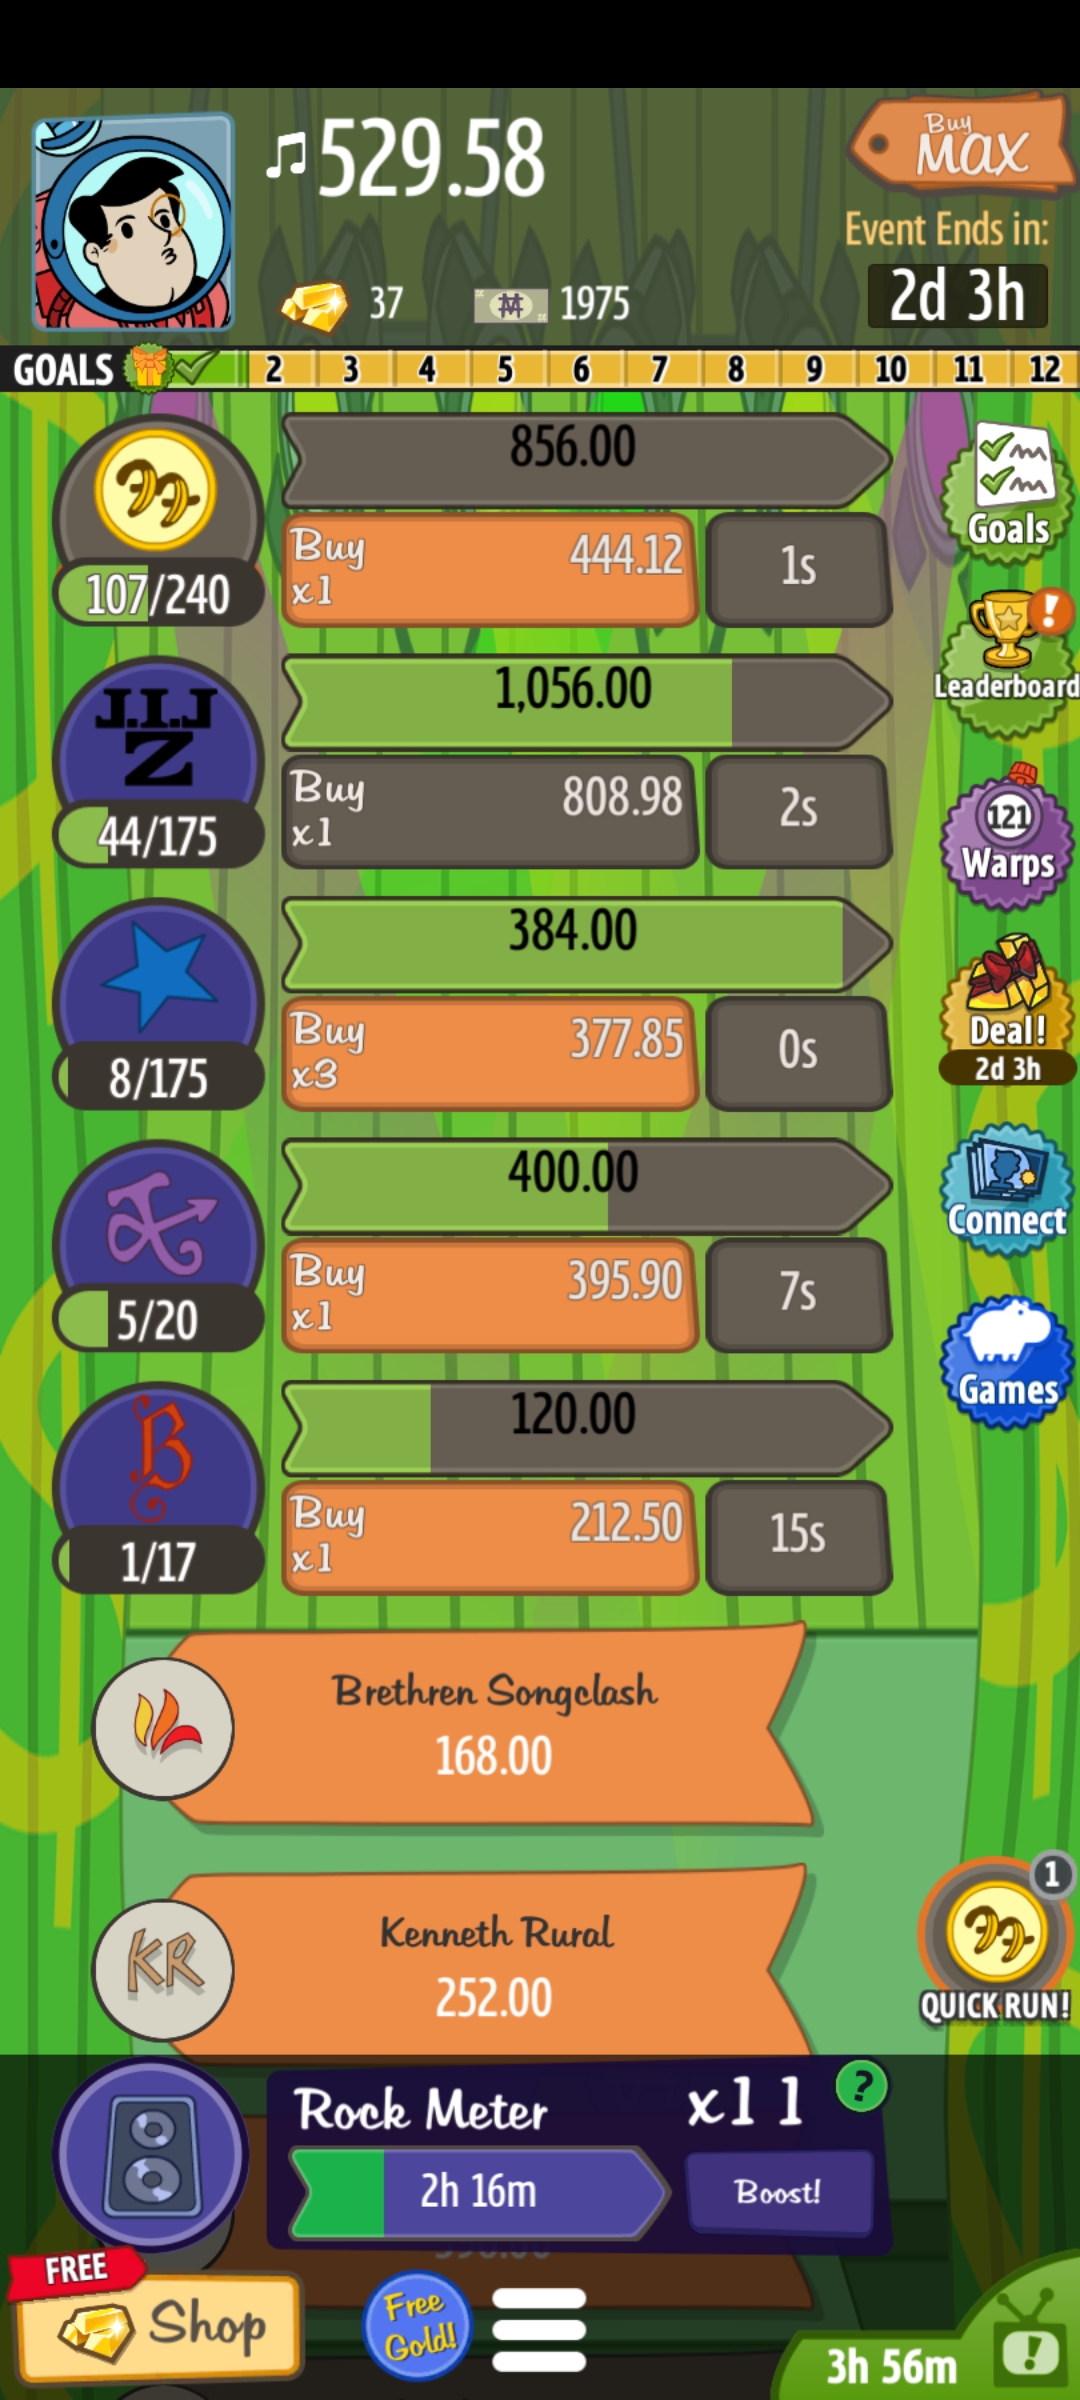 ♫529.58
Buy
MAX
Event Ends in:
2d 3h
37
1975
GOALS 2 3 4 5 6 7 8 9 10 11 12
856.00
107/240
Buy
x1
444.12
1s
Goals
J.I.J
Z
1,056.00
44/175
Buy
x1
808.98
2s
Leaderboard
384.00
8/175
Buy
x3
377.85
0s
121
Warps
Deal!
2d 3h
400.00
5/20
Buy
x1
395.90
7s
Connect
B
120.00
1/17
Buy
x1
212.50
15s
Games
Brethren Songclash
168.00
KR
Kenneth Rural
252.00
1
QUICK RUN!
Rock Meter
x11
?
2h 16m
Boost!
FREE
Shop
Free
Gold!
3h 56m